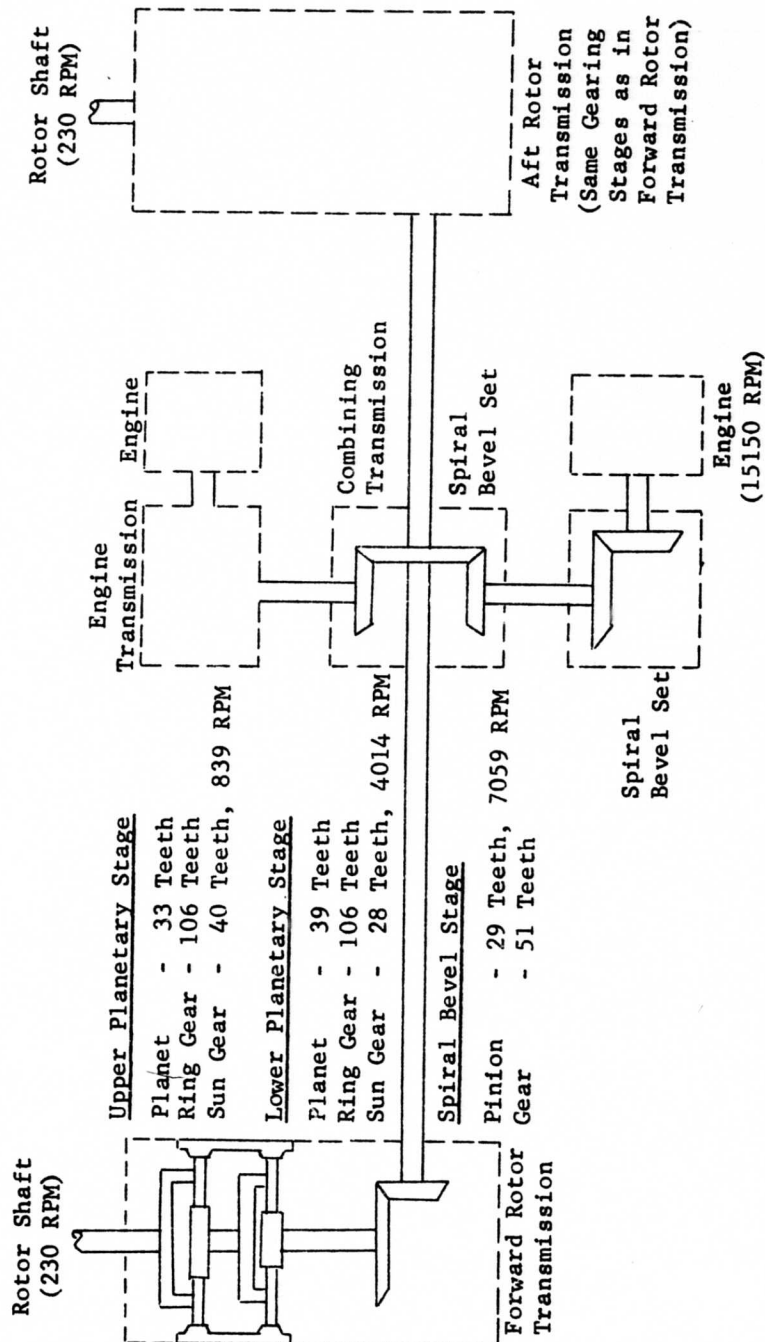 Rotor Shaft
(230 RPM)
Upper Planetary Stage
Planet - 33 Teeth
Ring Gear - 106 Teeth
Sun Gear - 40 Teeth, 839 RPM
Lower Planetary Stage
Planet - 39 Teeth
Ring Gear - 106 Teeth
Sun Gear - 28 Teeth, 4014 RPM
Spiral Bevel Stage
Pinion - 29 Teeth, 7059 RPM
Gear - 51 Teeth
Forward Rotor
Transmission
Engine
Transmission
Engine
Combining
Transmission
Spiral
Bevel Set
Spiral
Bevel Set
Engine
(15150 RPM)
Rotor Shaft
(230 RPM)
Aft Rotor
Transmission
(Same Gearing
Stages as in
Forward Rotor
Transmission)